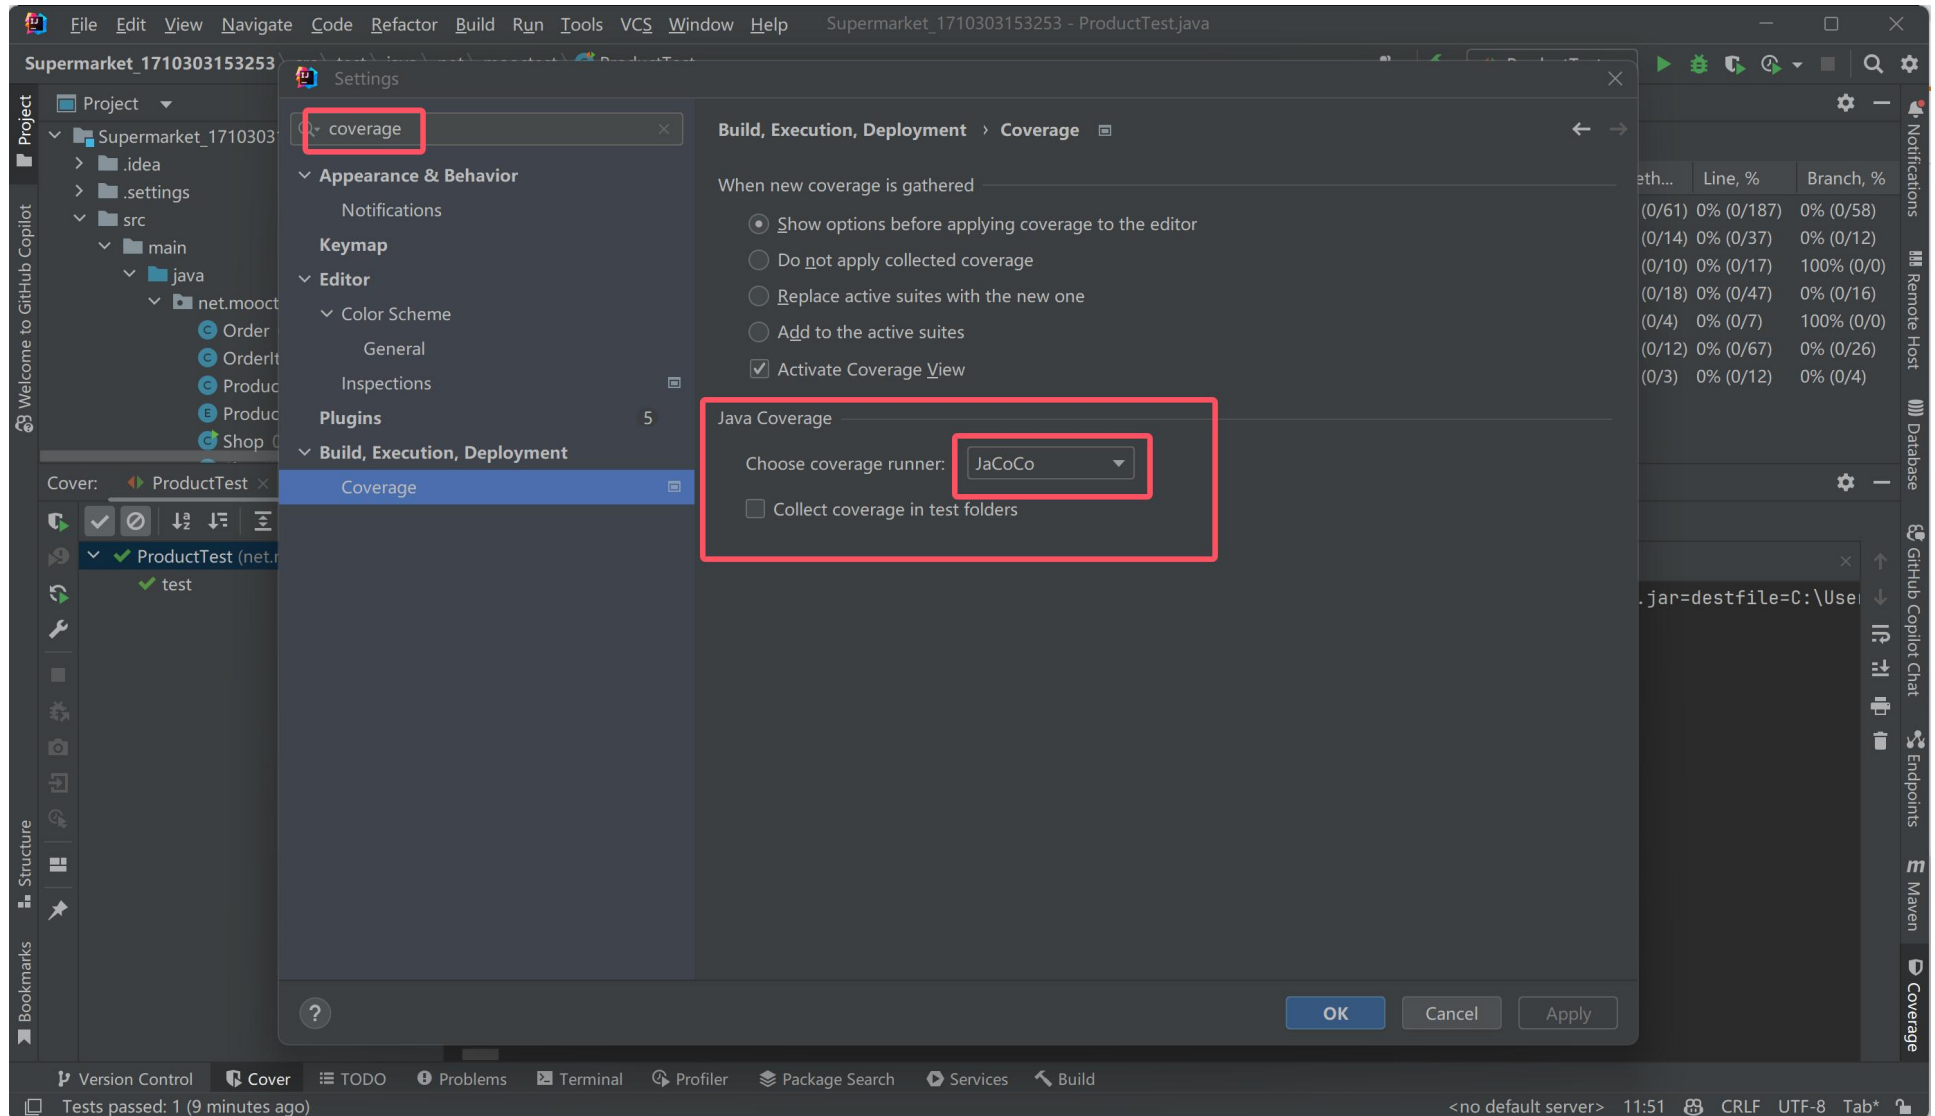 File Edit View Navigate Code Refactor Build Run Tools VCS Window Help Supermarket_1710303153253 - ProductTest.java
Supermarket_1710303153253
Settings
Project
Supermarket_1710303
.idea
.settings
src
main
java
net.mooct
Order
OrderIt
Produc
Produc
Shop
Cover: ProductTest
ProductTest (net.r
test
coverage
Appearance & Behavior
Notifications
Keymap
Editor
Color Scheme
General
Inspections
Plugins 5
Build, Execution, Deployment
Coverage
Build, Execution, Deployment › Coverage
When new coverage is gathered
Show options before applying coverage to the editor
Do not apply collected coverage
Replace active suites with the new one
Add to the active suites
Activate Coverage View
Java Coverage
Choose coverage runner: JaCoCo
Collect coverage in test folders
? OK Cancel Apply
eth... Line, % Branch, %
(0/61) 0% (0/187) 0% (0/58)
(0/14) 0% (0/37) 0% (0/12)
(0/10) 0% (0/17) 100% (0/0)
(0/18) 0% (0/47) 0% (0/16)
(0/4) 0% (0/7) 100% (0/0)
(0/12) 0% (0/67) 0% (0/26)
(0/3) 0% (0/12) 0% (0/4)
.jar=destfile=C:\User
Project
Welcome to GitHub Copilot
Structure
Bookmarks
Notifications
Remote Host
Database
GitHub Copilot Chat
Endpoints
m Maven
Coverage
Version Control Cover TODO Problems Terminal Profiler Package Search Services Build
Tests passed: 1 (9 minutes ago) <no default server> 11:51 CRLF UTF-8 Tab*